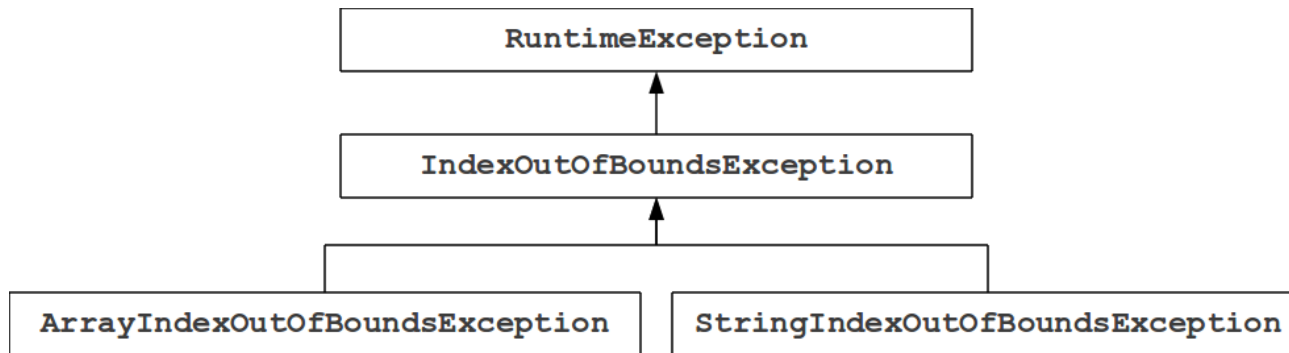 RuntimeException
IndexOutOfBoundsException
ArrayIndexOutOfBoundsException
StringIndexOutOfBoundsException